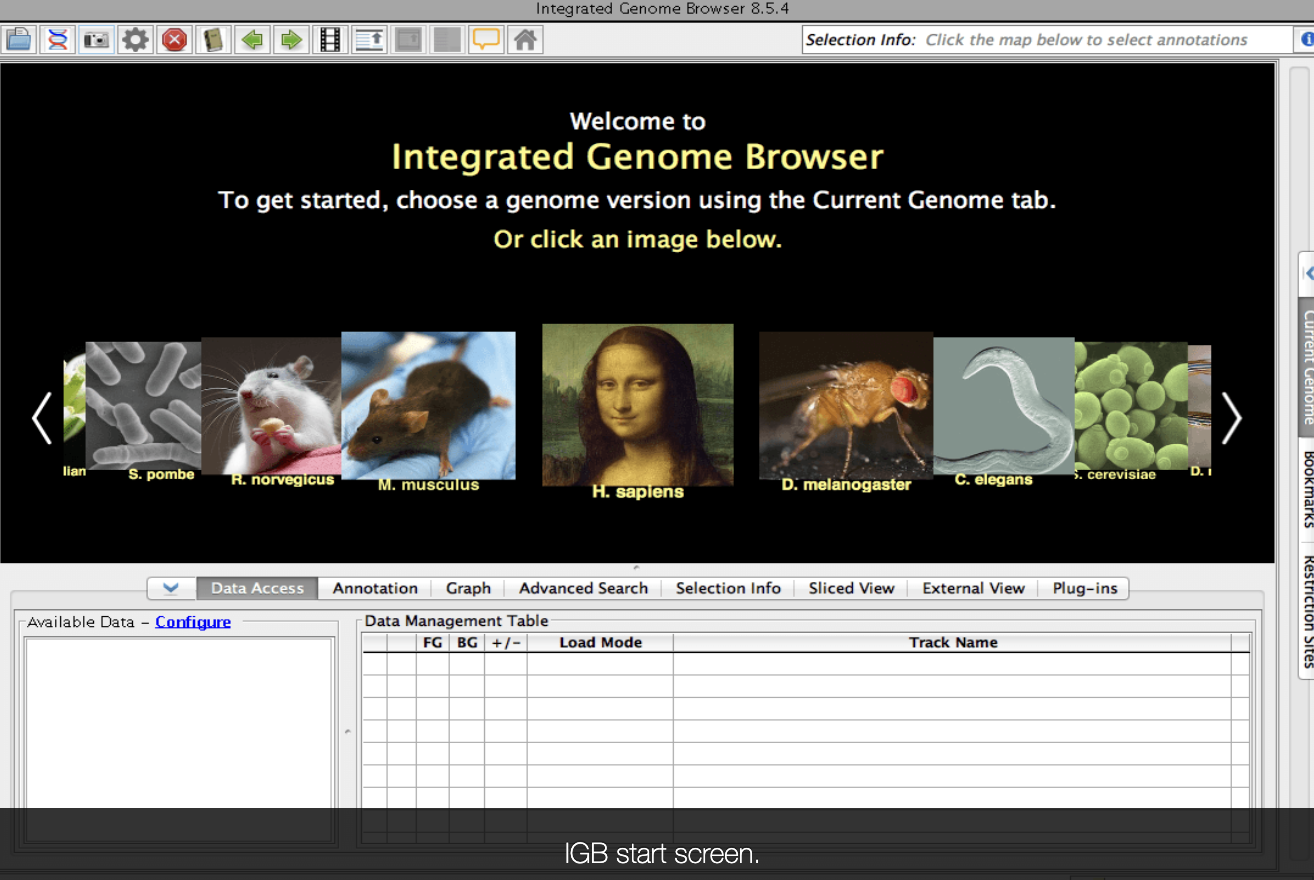 Integrated Genome Browser 8.5.4
Selection Info: Click the map below to select annotations
Welcome to
Integrated Genome Browser
To get started, choose a genome version using the Current Genome tab.
Or click an image below.
lian
S. pombe
R. norvegicus
M. musculus
H. sapiens
D. melanogaster
C. elegans
S. cerevisiae
D. r
Current Genome
Bookmarks
Restriction Sites
Data Access
Annotation
Graph
Advanced Search
Selection Info
Sliced View
External View
Plug-ins
Available Data – Configure
Data Management Table
FG BG +/- Load Mode Track Name
IGB start screen.